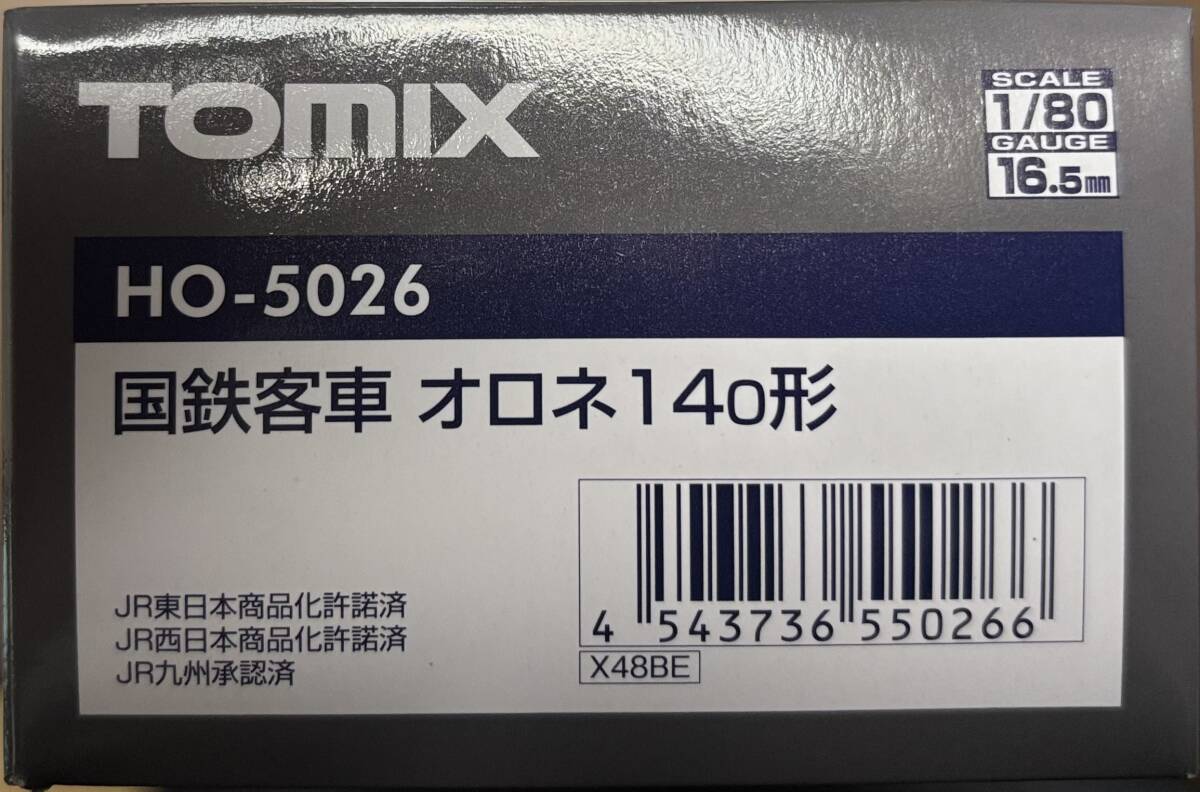 TOMIX
SCALE
1/80
GAUGE
16.5mm
HO-5026
国鉄客車 オロネ14 0形
JR東日本商品化許諾済
JR西日本商品化許諾済
JR九州承認済
4 543736 550266
X48BE